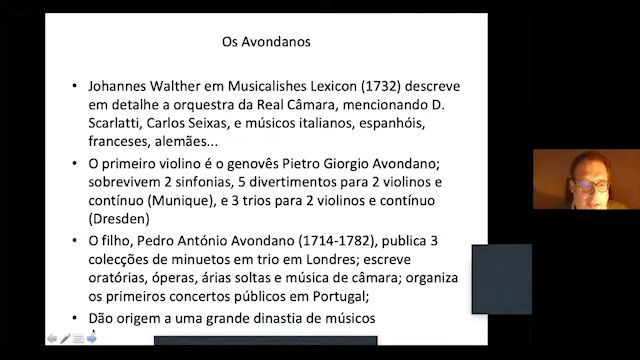 Os Avondanos
• Johannes Walther em Musicalishes Lexicon (1732) descreve
em detalhe a orquestra da Real Câmara, mencionando D.
Scarlatti, Carlos Seixas, e músicos italianos, espanhóis,
franceses, alemães...
• O primeiro violino é o genovês Pietro Giorgio Avondano;
sobrevivem 2 sinfonias, 5 divertimentos para 2 violinos e
contínuo (Munique), e 3 trios para 2 violinos e contínuo
(Dresden)
• O filho, Pedro António Avondano (1714-1782), publica 3
colecções de minuetos em trio em Londres; escreve
oratórias, óperas, árias soltas e música de câmara; organiza
os primeiros concertos públicos em Portugal;
• Dão origem a uma grande dinastia de músicos